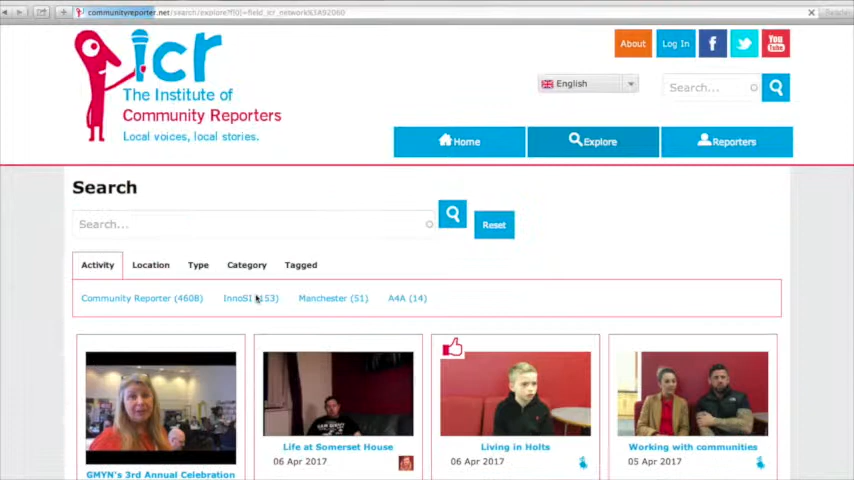 communityreporter.net/search/explore?f[0]=field_icr_network%3A92060
icr
The Institute of
Community Reporters
Local voices, local stories.
About
Log In
f
You
Tube
English
Search...
Home
Explore
Reporters
Search
Search...
Reset
Activity
Location
Type
Category
Tagged
Community Reporter (4608)
InnoSI (153)
Manchester (51)
A4A (14)
GMYN's 3rd Annual Celebration
Life at Somerset House
06 Apr 2017
Living in Holts
06 Apr 2017
Working with communities
05 Apr 2017